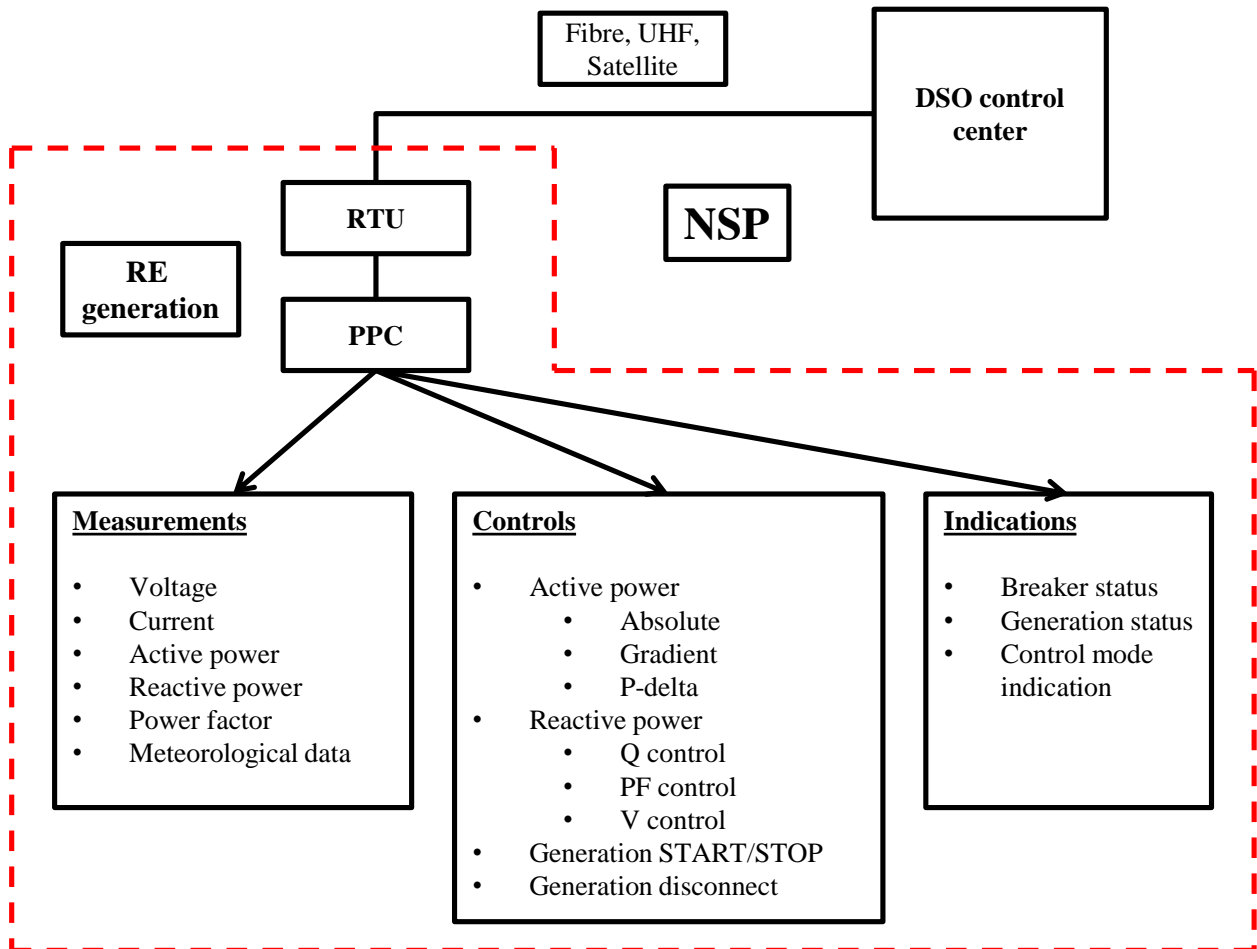 Fibre, UHF,
Satellite
DSO control
center
RTU
NSP
RE
generation
PPC
Measurements
• Voltage
• Current
• Active power
• Reactive power
• Power factor
• Meteorological data
Controls
• Active power
• Absolute
• Gradient
• P-delta
• Reactive power
• Q control
• PF control
• V control
• Generation START/STOP
• Generation disconnect
Indications
• Breaker status
• Generation status
• Control mode
indication